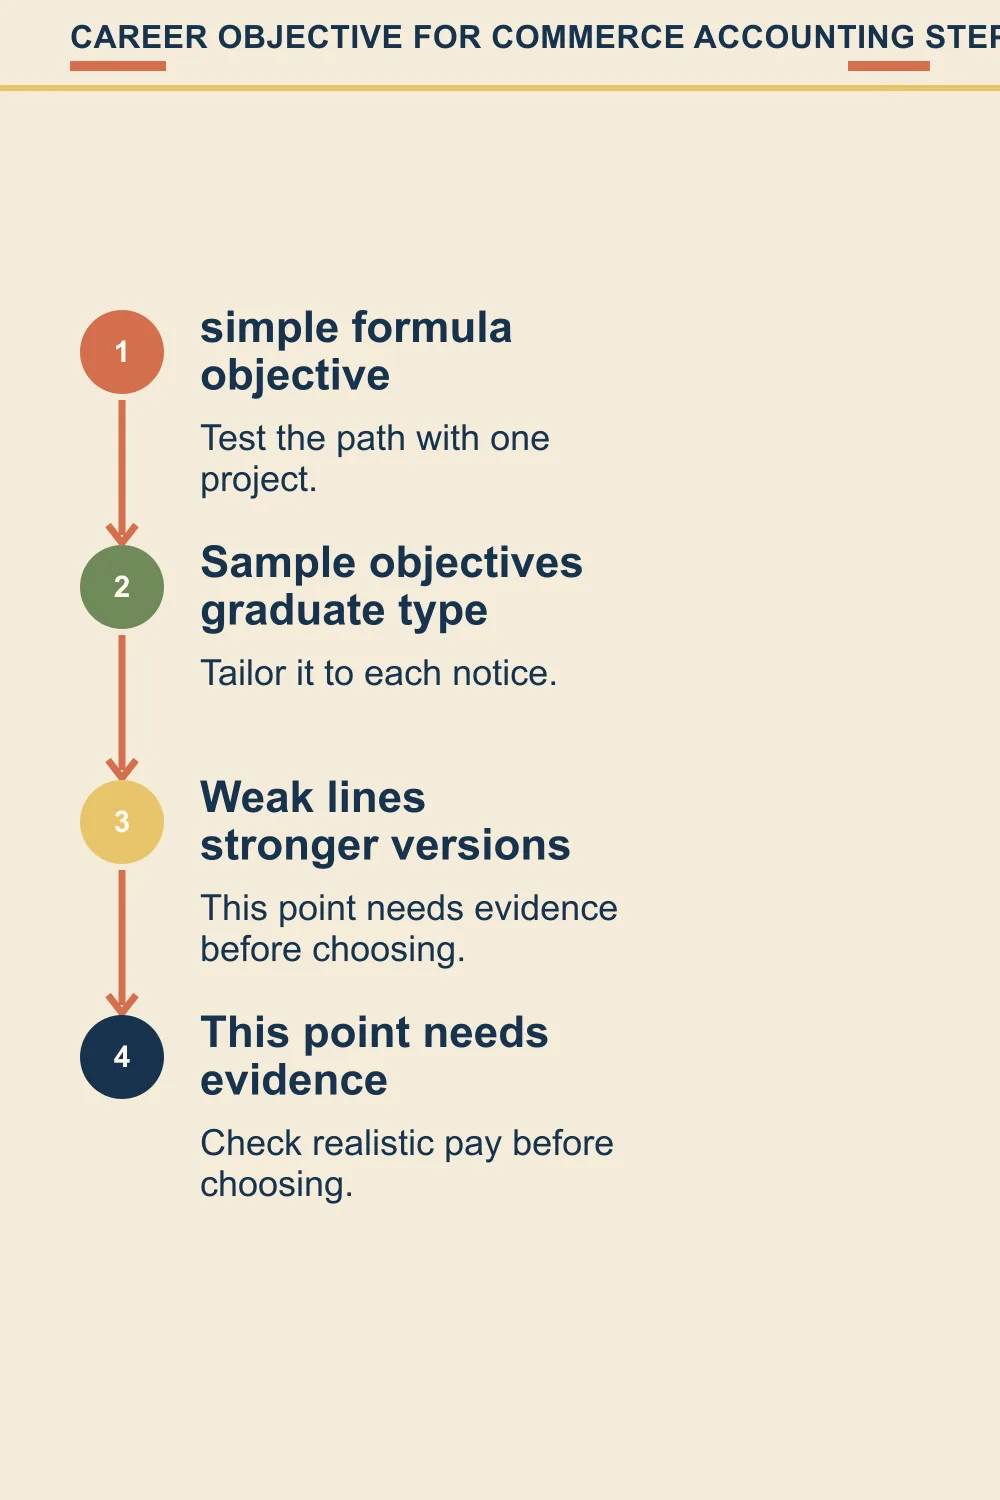 CAREER OBJECTIVE FOR COMMERCE ACCOUNTING STEP
1
simple formula
objective
Test the path with one
project.
2
Sample objectives
graduate type
Tailor it to each notice.
3
Weak lines
stronger versions
This point needs evidence
before choosing.
4
This point needs
evidence
Check realistic pay before
choosing.